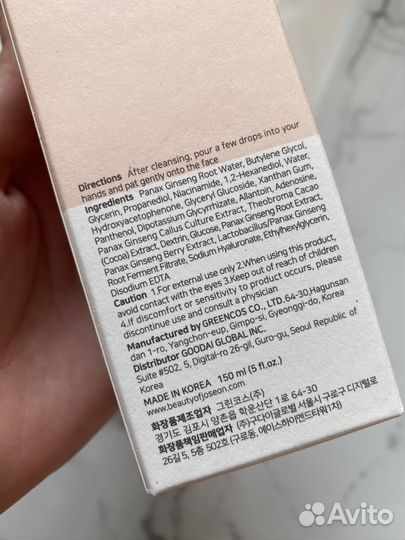 Directions After cleansing, pour a few drops into your
hands and pat gently onto the face
Ingredients Panax Ginseng Root Water, Butylene Glycol,
Glycerin, Propanediol, Niacinamide, 1,2-Hexanediol, Water,
Hydroxyacetophenone, Glyceryl Glucoside, Xanthan Gum,
Panthenol, Dipotassium Glycyrrhizate, Allantoin, Adenosine,
Panax Ginseng Callus Culture Extract, Theobroma Cacao
(Cocoa) Extract, Dextrin, Glucose, Panax Ginseng Root Extract,
Panax Ginseng Berry Extract, Lactobacillus/Panax Ginseng
Root Ferment Filtrate, Sodium Hyaluronate, Ethylhexylglycerin,
Disodium EDTA
Caution 1.For external use only 2.When using this product,
avoid contact with the eyes 3.Keep out of reach of children
4.If discomfort or sensitivity to product occurs, please
discontinue use and consult a physician
Manufactured by GREENCOS CO., LTD. 64-30, Hagunsan
dan 1-ro, Yangchon-eup, Gimpo-si, Gyeonggi-do, Korea
Distributor GOODAI GLOBAL INC.
Suite #502, 5, Digital-ro 26-gil, Guro-gu, Seoul Republic of
Korea
MADE IN KOREA 150 ml (5 fl.oz.)
www.beautyofjoseon.com
화장품제조업자 그린코스(주)
경기도 김포시 양촌읍 학운산단 1로 64-30
화장품책임판매업자 (주)구다이글로벌 서울시 구로구 디지털로
26길 5, 5층 502호(구로동, 에이스하이엔드타워1차)
Avito